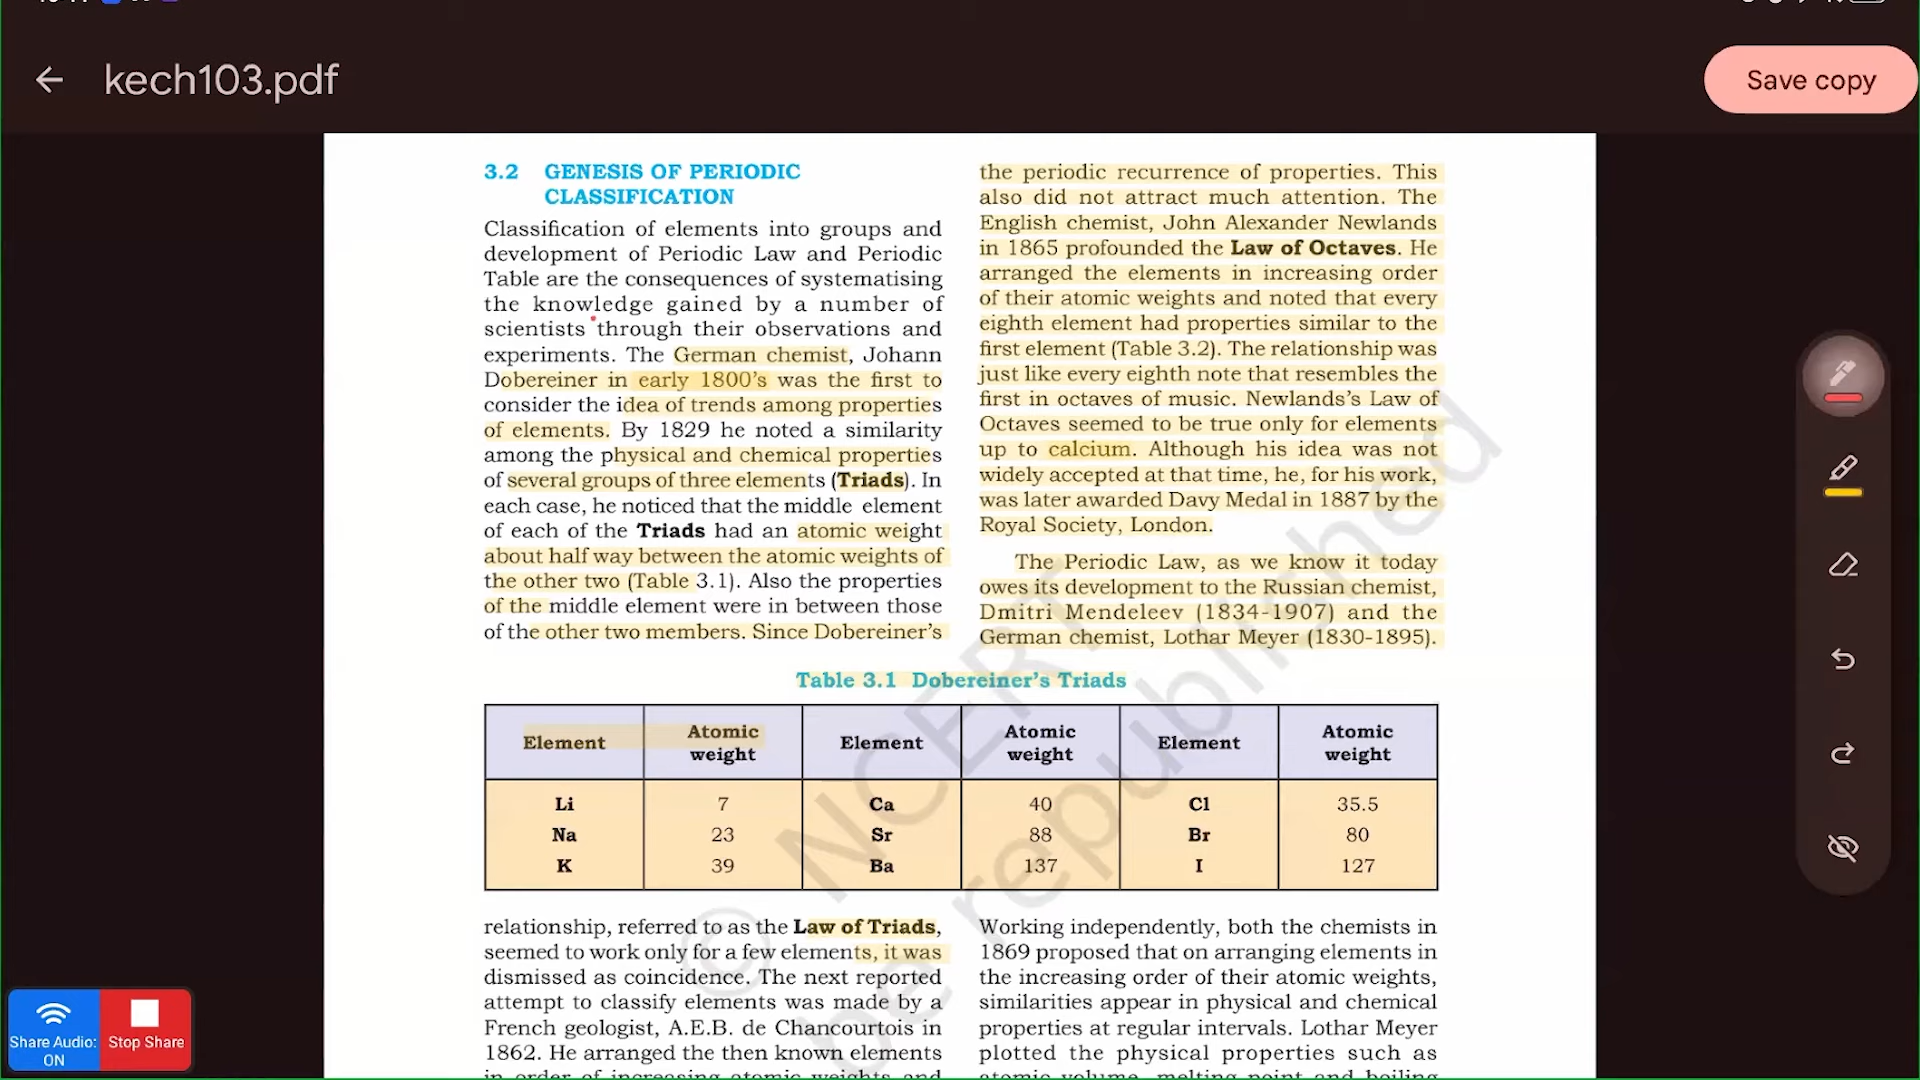 kech103.pdf
Save copy
3.2 GENESIS OF PERIODIC
CLASSIFICATION
Classification of elements into groups and
development of Periodic Law and Periodic
Table are the consequences of systematising
the knowledge gained by a number of
scientists through their observations and
experiments. The German chemist, Johann
Dobereiner in early 1800's was the first to
consider the idea of trends among properties
of elements. By 1829 he noted a similarity
among the physical and chemical properties
of several groups of three elements (Triads). In
each case, he noticed that the middle element
of each of the Triads had an atomic weight
about half way between the atomic weights of
the other two (Table 3.1). Also the properties
of the middle element were in between those
of the other two members. Since Dobereiner's
the periodic recurrence of properties. This
also did not attract much attention. The
English chemist, John Alexander Newlands
in 1865 profounded the Law of Octaves. He
arranged the elements in increasing order
of their atomic weights and noted that every
eighth element had properties similar to the
first element (Table 3.2). The relationship was
just like every eighth note that resembles the
first in octaves of music. Newlands's Law of
Octaves seemed to be true only for elements
up to calcium. Although his idea was not
widely accepted at that time, he, for his work,
was later awarded Davy Medal in 1887 by the
Royal Society, London.
The Periodic Law, as we know it today
owes its development to the Russian chemist,
Dmitri Mendeleev (1834-1907) and the
German chemist, Lothar Meyer (1830-1895).
Table 3.1 Dobereiner's Triads
Element Atomic weight Element Atomic weight Element Atomic weight
Li 7 Ca 40 Cl 35.5
Na 23 Sr 88 Br 80
K 39 Ba 137 I 127
relationship, referred to as the Law of Triads,
seemed to work only for a few elements, it was
dismissed as coincidence. The next reported
attempt to classify elements was made by a
French geologist, A.E.B. de Chancourtois in
1862. He arranged the then known elements
in order of increasing atomic weights and
Working independently, both the chemists in
1869 proposed that on arranging elements in
the increasing order of their atomic weights,
similarities appear in physical and chemical
properties at regular intervals. Lothar Meyer
plotted the physical properties such as
atomic volume, melting point and boiling
© NCERT
be republished
Share Audio:
ON
Stop Share